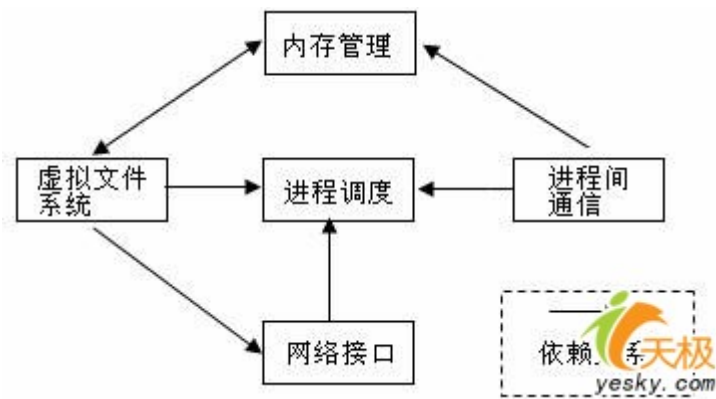 内存管理
虚拟文件
系统
进程调度
进程间
通信
网络接口
依赖 系
天极
yesky.com